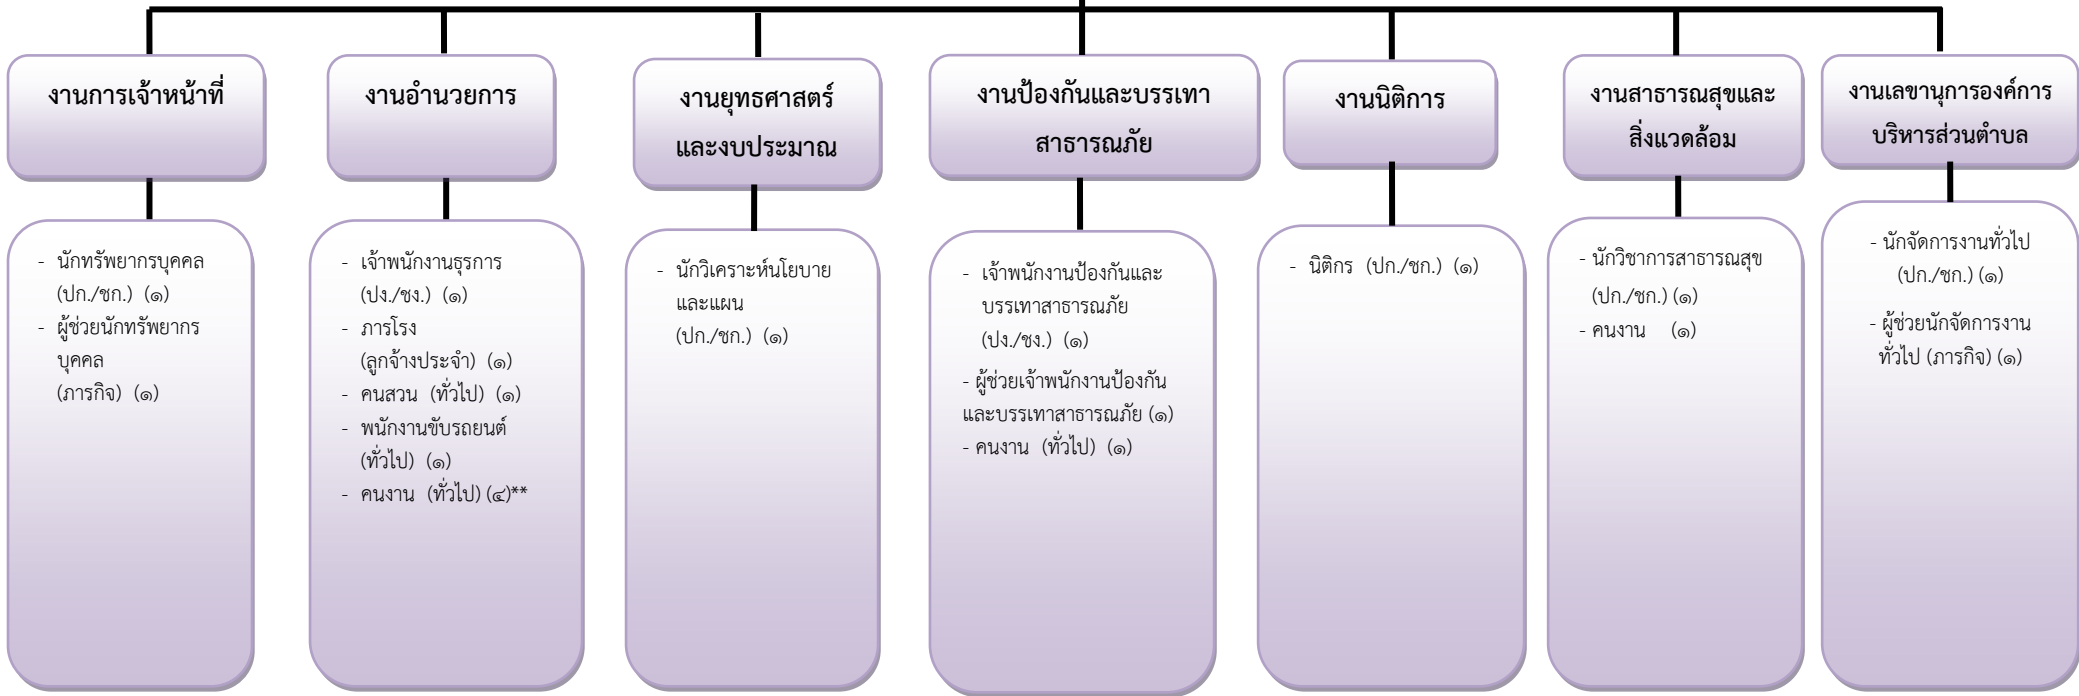 งานการเจ้าหน้าที่
- นักทรัพยากรบุคคล
(ปก./ชก.) (๑)
- ผู้ช่วยนักทรัพยากร
บุคคล
(ภารกิจ) (๑)
งานอำนวยการ
- เจ้าพนักงานธุรการ
(ปง./ชง.) (๑)
- ภารโรง
(ลูกจ้างประจำ) (๑)
- คนสวน (ทั่วไป) (๑)
- พนักงานขับรถยนต์
(ทั่วไป) (๑)
- คนงาน (ทั่วไป) (๔)**
งานยุทธศาสตร์
และงบประมาณ
- นักวิเคราะห์นโยบาย
และแผน
(ปก./ชก.) (๑)
งานป้องกันและบรรเทา
สาธารณภัย
- เจ้าพนักงานป้องกันและ
บรรเทาสาธารณภัย
(ปง./ชง.) (๑)
- ผู้ช่วยเจ้าพนักงานป้องกัน
และบรรเทาสาธารณภัย (๑)
- คนงาน (ทั่วไป) (๑)
งานนิติการ
- นิติกร (ปก./ชก.) (๑)
งานสาธารณสุขและ
สิ่งแวดล้อม
- นักวิชาการสาธารณสุข
(ปก./ชก.) (๑)
- คนงาน (๑)
งานเลขานุการองค์การ
บริหารส่วนตำบล
- นักจัดการงานทั่วไป
(ปก./ชก.) (๑)
- ผู้ช่วยนักจัดการงาน
ทั่วไป (ภารกิจ) (๑)